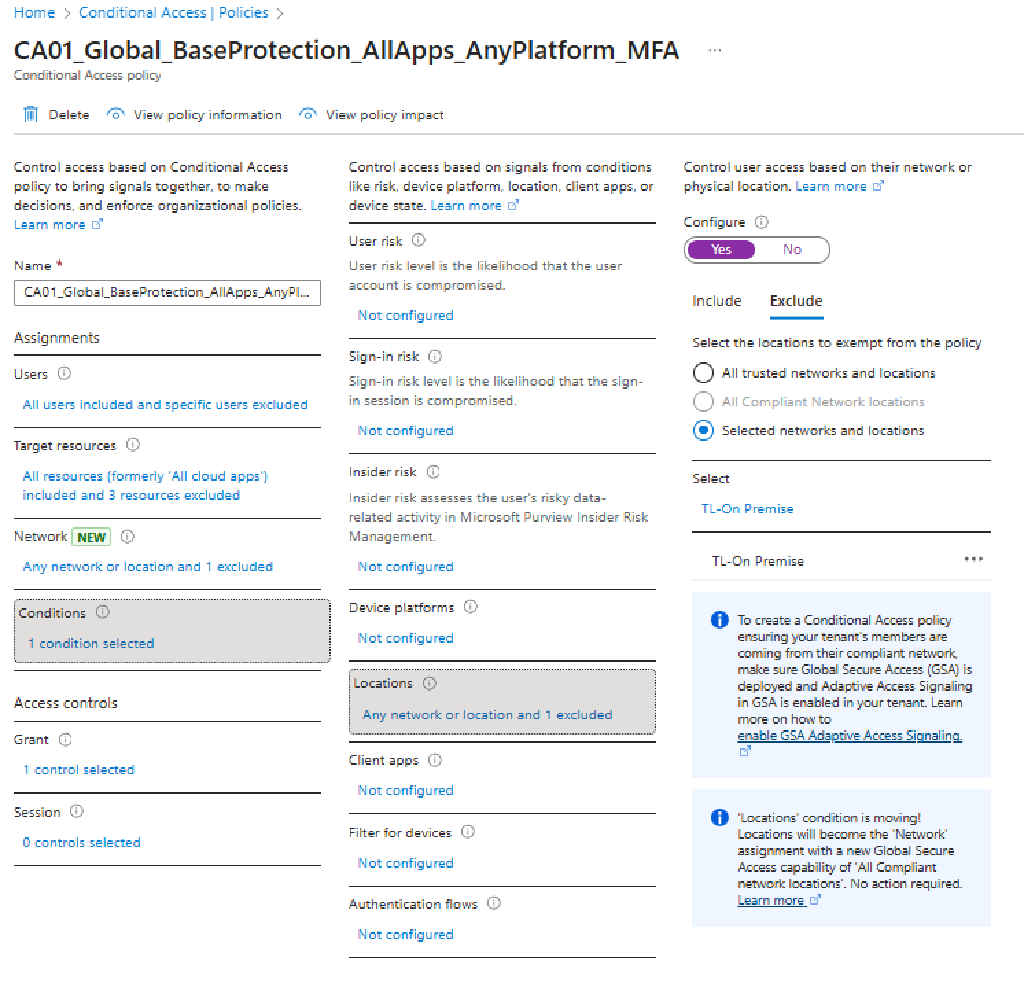 Home > Conditional Access | Policies >
CA01_Global_BaseProtection_AllApps_AnyPlatform_MFA ...
Conditional Access policy
Delete View policy information View policy impact
Control access based on Conditional Access
policy to bring signals together, to make
decisions, and enforce organizational policies.
Learn more
Name *
CA01_Global_BaseProtection_AllApps_AnyPl...
Assignments
Users
All users included and specific users excluded
Target resources
All resources (formerly 'All cloud apps')
included and 3 resources excluded
Network NEW
Any network or location and 1 excluded
Conditions
1 condition selected
Access controls
Grant
1 control selected
Session
0 controls selected
Control access based on signals from conditions
like risk, device platform, location, client apps, or
device state. Learn more
User risk
User risk level is the likelihood that the user
account is compromised.
Not configured
Sign-in risk
Sign-in risk level is the likelihood that the sign-
in session is compromised.
Not configured
Insider risk
Insider risk assesses the user's risky data-
related activity in Microsoft Purview Insider Risk
Management.
Not configured
Device platforms
Not configured
Locations
Any network or location and 1 excluded
Client apps
Not configured
Filter for devices
Not configured
Authentication flows
Not configured
Control user access based on their network or
physical location. Learn more
Configure
Yes No
Include Exclude
Select the locations to exempt from the policy
All trusted networks and locations
All Compliant Network locations
Selected networks and locations
Select
TL-On Premise
TL-On Premise ...
To create a Conditional Access policy
ensuring your tenant's members are
coming from their compliant network,
make sure Global Secure Access (GSA) is
deployed and Adaptive Access Signaling
in GSA is enabled in your tenant. Learn
more on how to
enable GSA Adaptive Access Signaling.
'Locations' condition is moving!
Locations will become the 'Network'
assignment with a new Global Secure
Access capability of 'All Compliant
network locations'. No action required.
Learn more